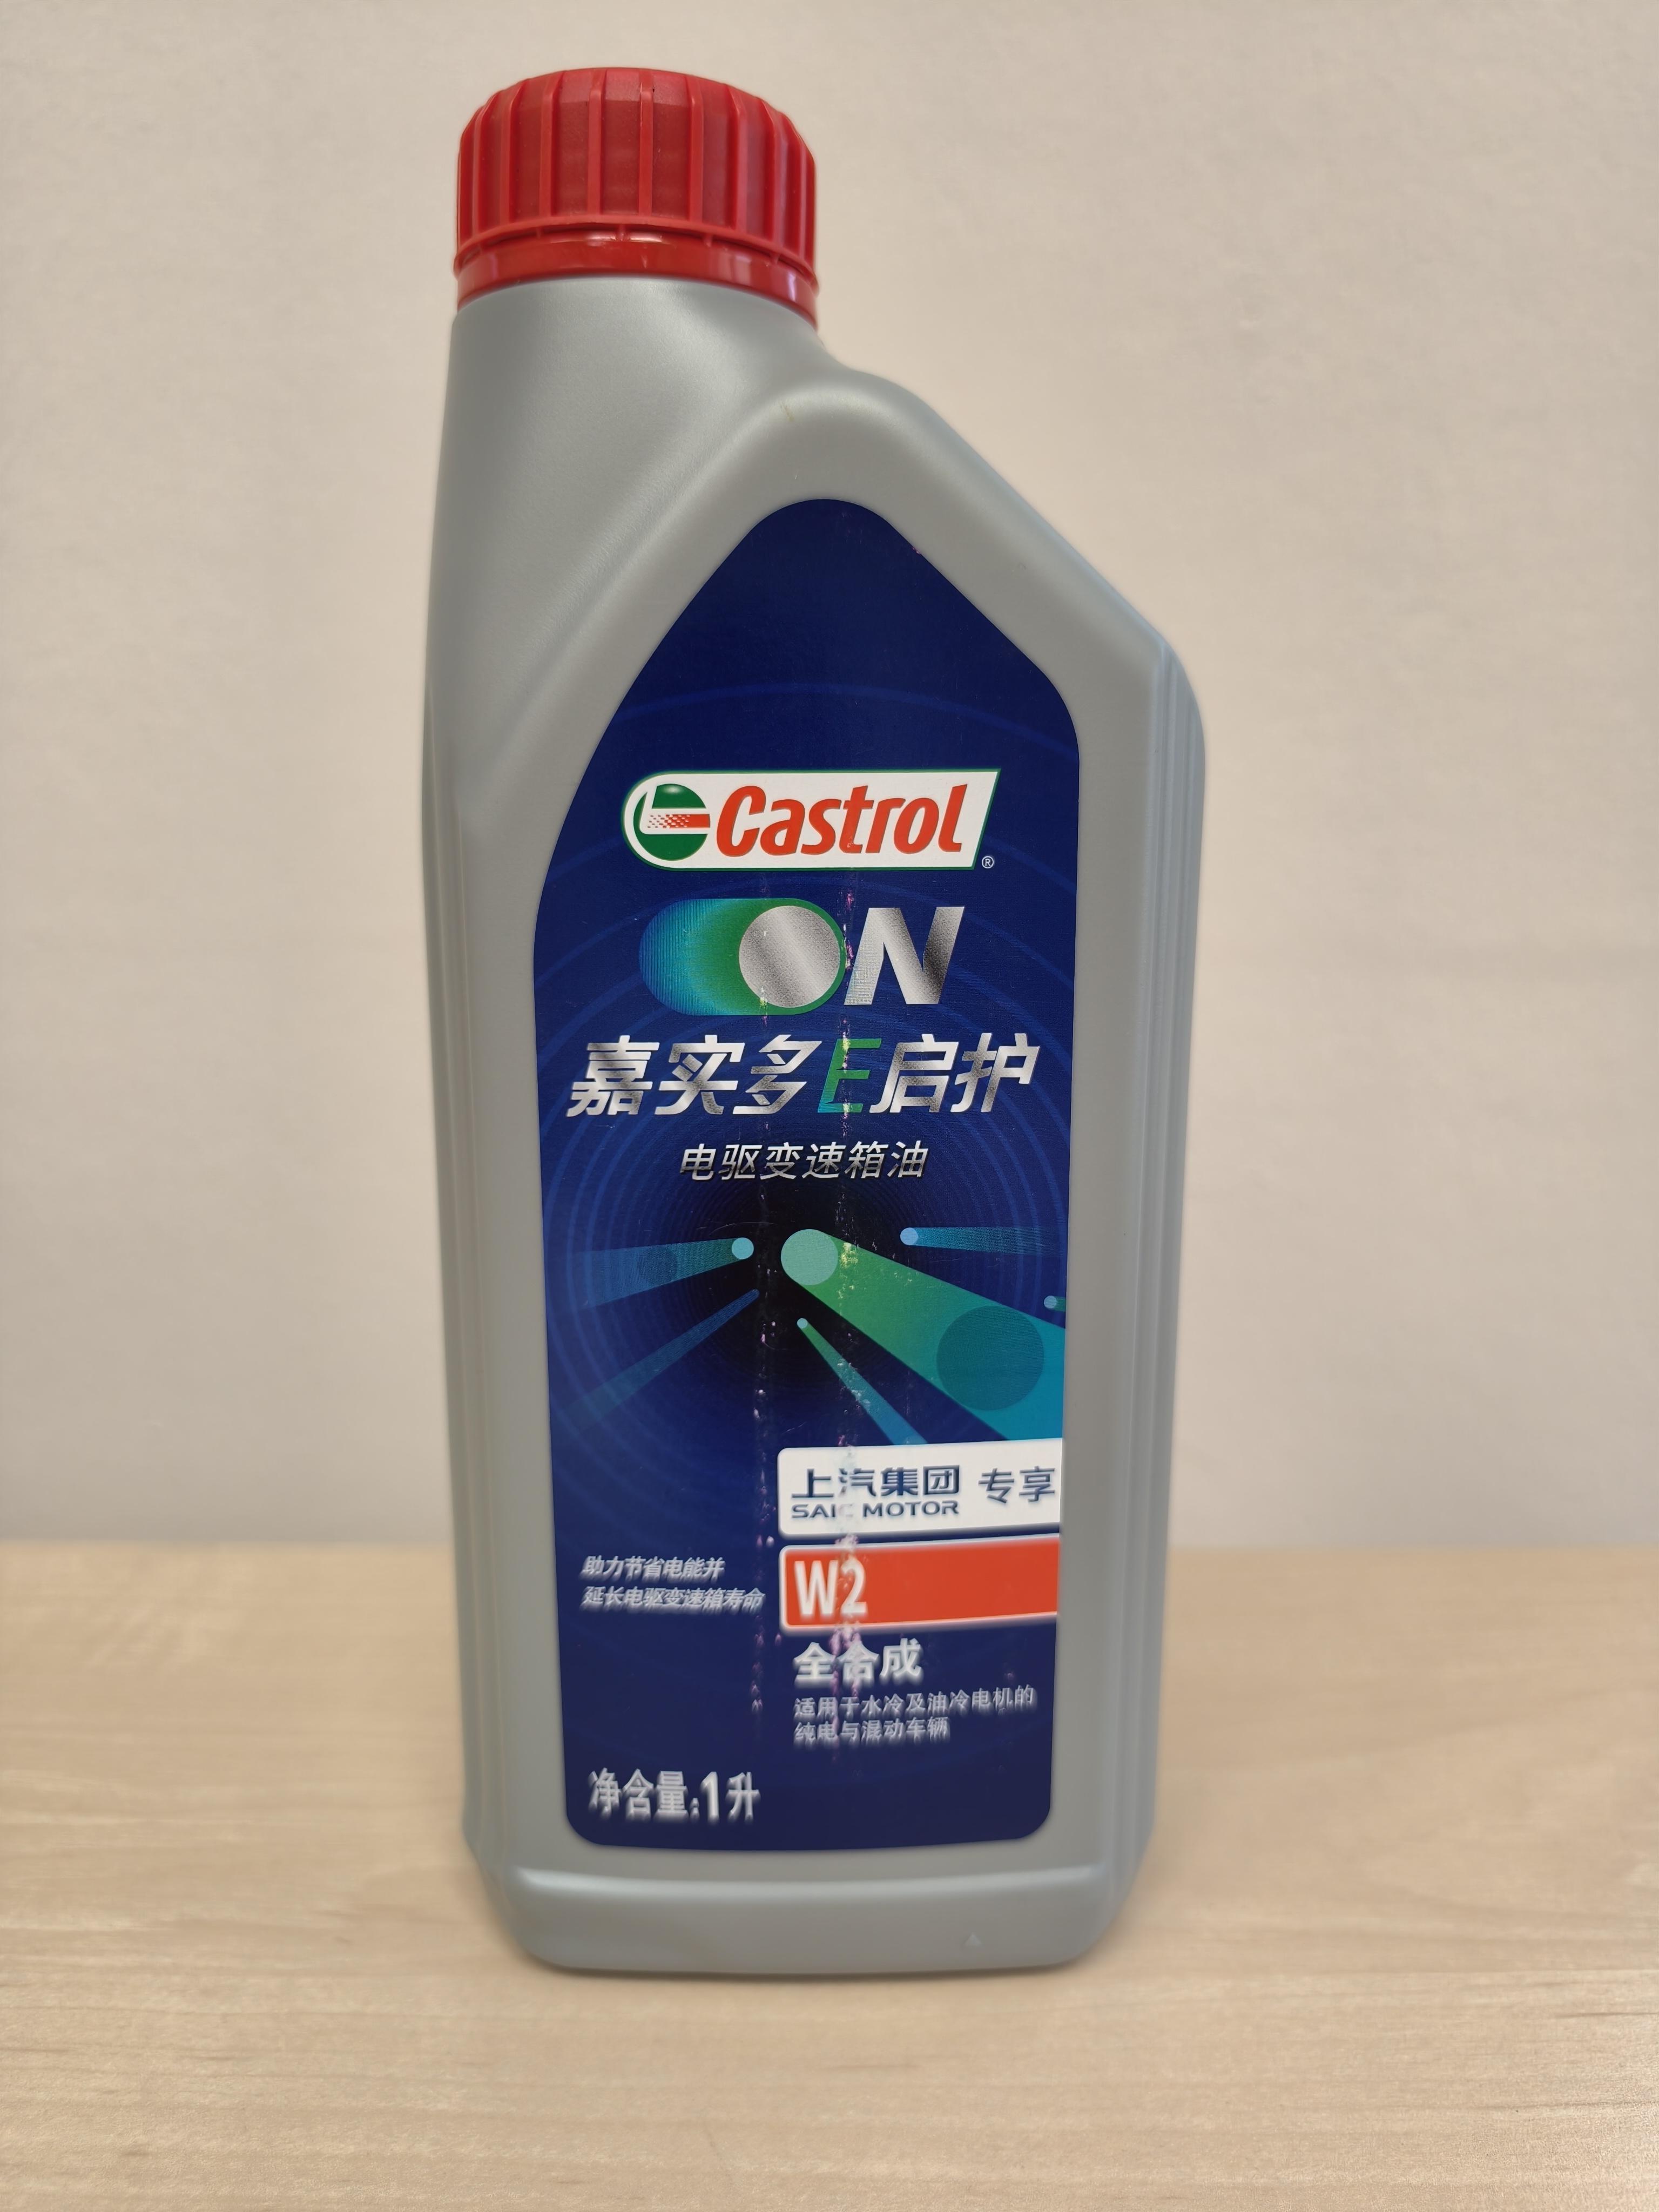 Castrol
®
ON
嘉实多E启护
电驱变速箱油
上汽集团 专享
SAIC MOTOR
助力节省电能并
延长电驱变速箱寿命
W2
全合成
适用于水冷及油冷电机的
纯电与混动车辆
净含量:1升